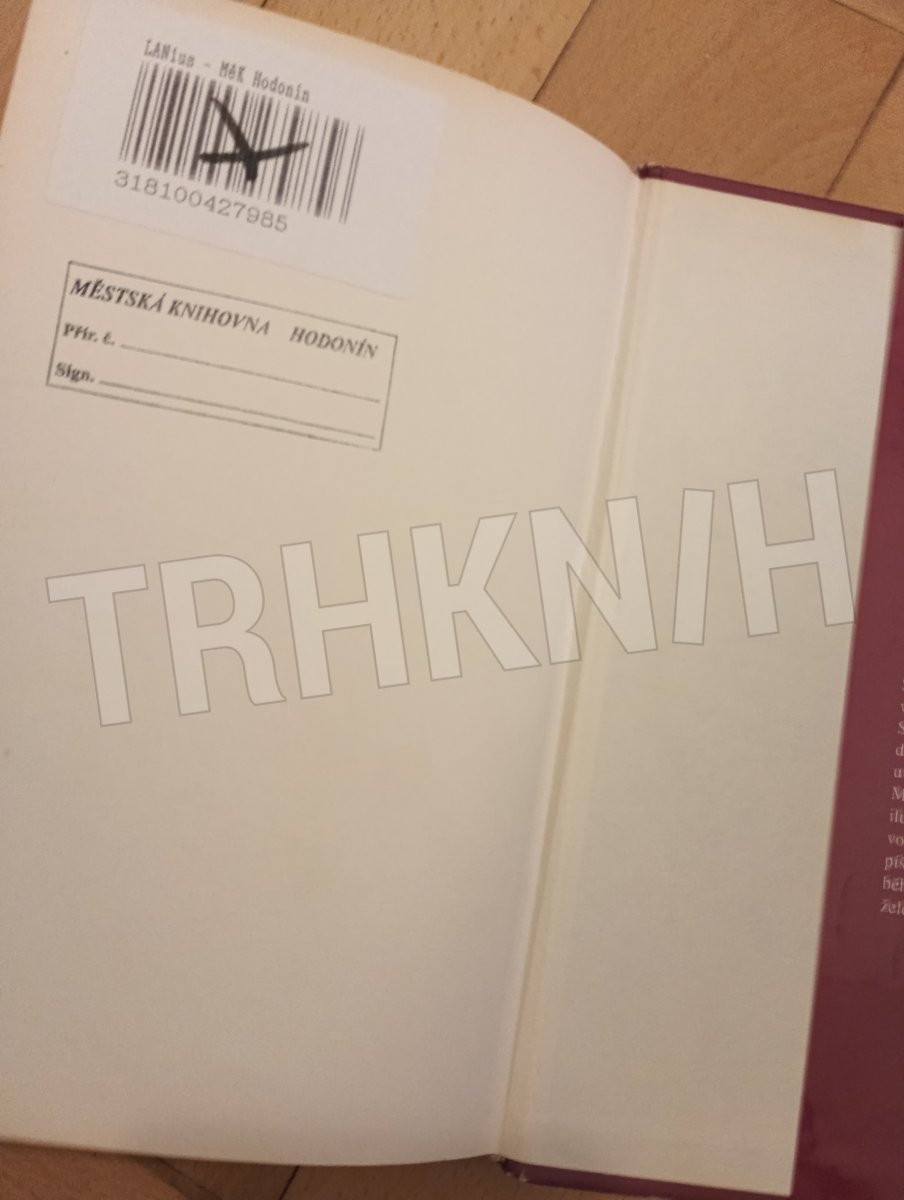 LANius - MěK Hodonín
318100427985
MĚSTSKÁ KNIHOVNA HODONÍN
Přír. č.
Sign.
TRHKNIH